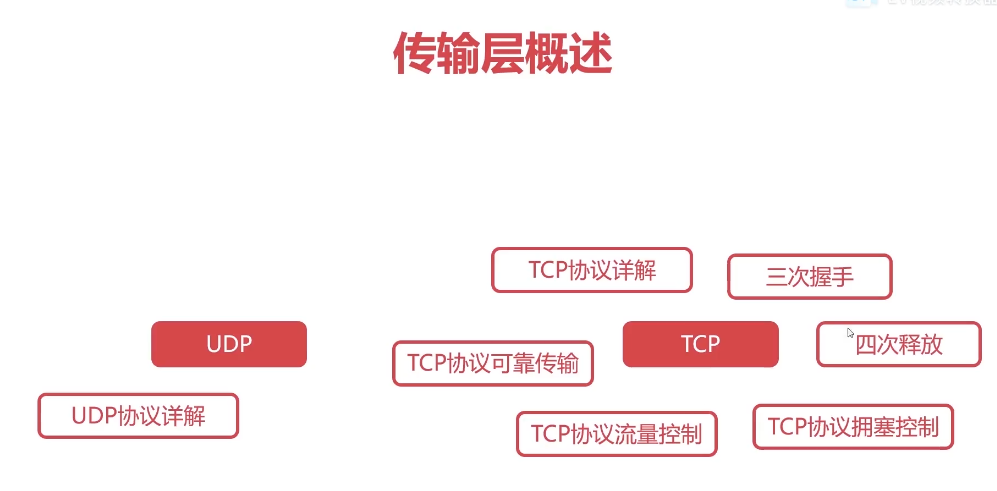 传输层概述
TCP协议详解
三次握手
UDP
TCP协议可靠传输
TCP
四次释放
UDP协议详解
TCP协议流量控制
TCP协议拥塞控制